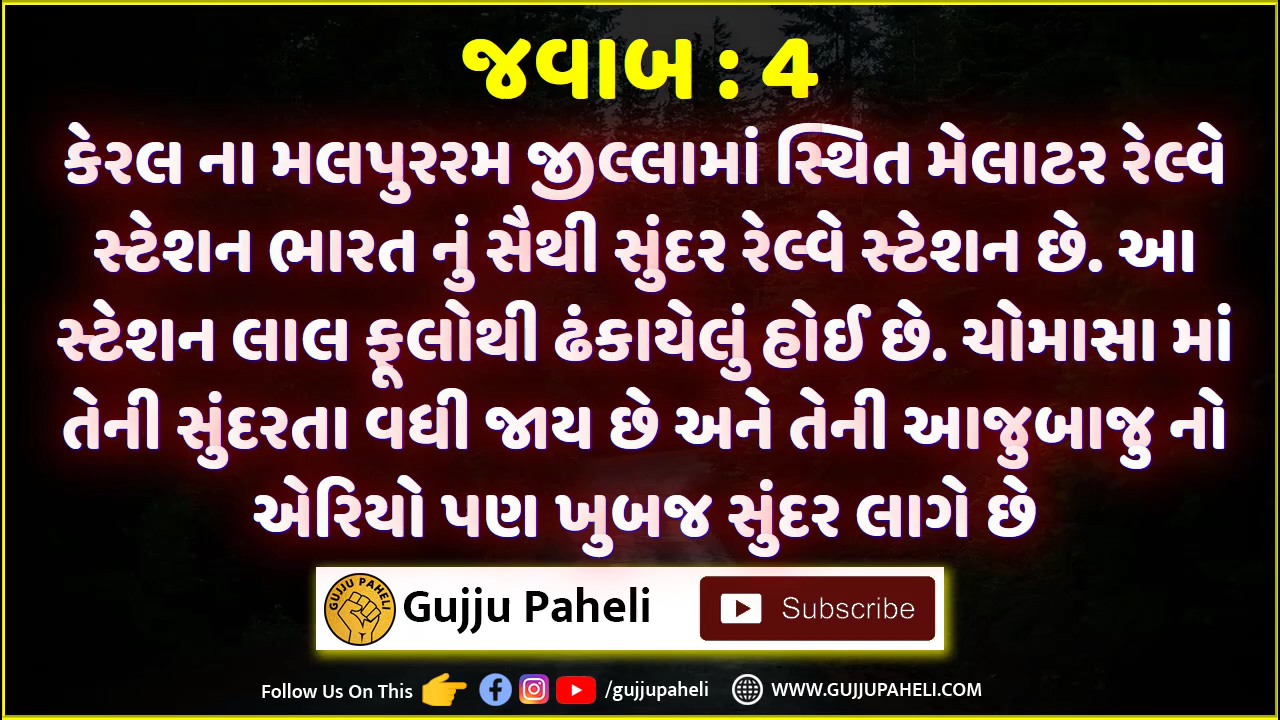 જવાબ : 4
કેરલ ના મલપુરરમ જીલ્લામાં સ્થિત મેલાટર રેલ્વે
સ્ટેશન ભારત નું સૈથી સુંદર રેલ્વે સ્ટેશન છે. આ
સ્ટેશન લાલ ફૂલોથી ઢંકાયેલું હોઈ છે. ચોમાસા માં
તેની સુંદરતા વધી જાય છે અને તેની આજુબાજુ નો
એરિયો પણ ખુબજ સુંદર લાગે છે
GUJJU PAHELI
Gujju Paheli
Subscribe
Follow Us On This /gujjupaheli WWW.GUJJUPAHELI.COM